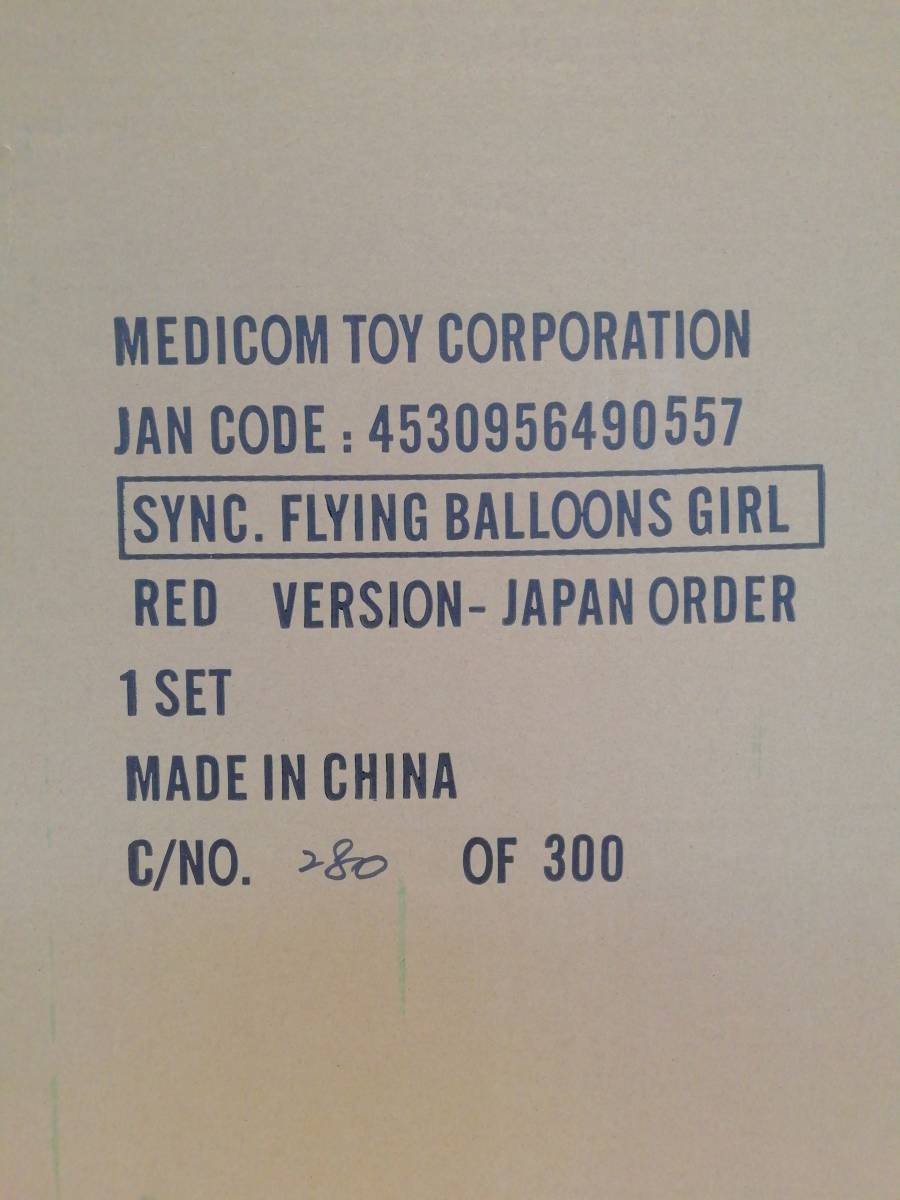 MEDICOM TOY CORPORATION
JAN CODE : 4530956490557
SYNC. FLYING BALLOONS GIRL
RED VERSION- JAPAN ORDER
1 SET
MADE IN CHINA
C/NO. 280 OF 300